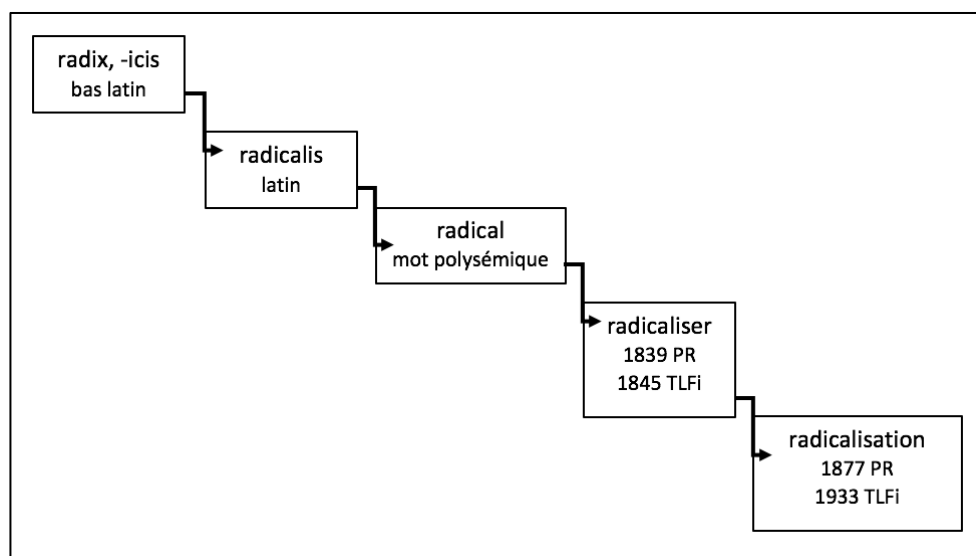 radix, -icis
bas latin
radicalis
latin
radical
mot polysémique
radicaliser
1839 PR
1845 TLFi
radicalisation
1877 PR
1933 TLFi